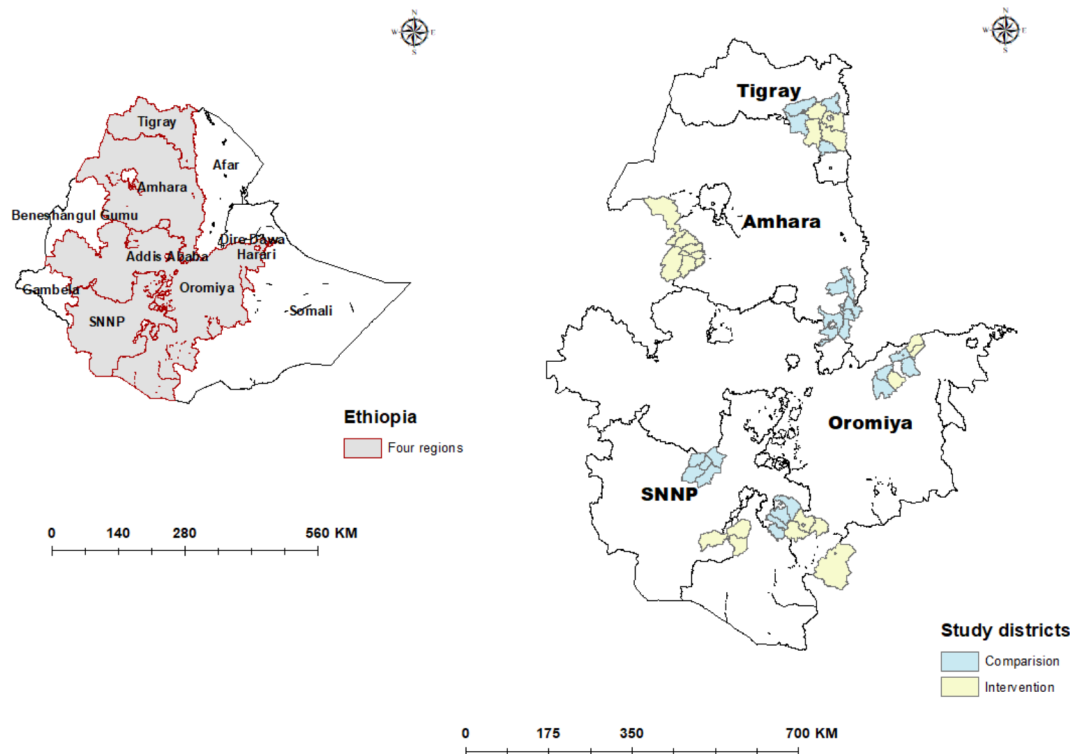 N
W E
S
Tigray
Afar
Amhara
Beneshangul Gumu
Dire Dawa
Addis Ababa
Harari
Gambela
Oromiya
Somali
SNNP
Ethiopia
Four regions
0 140 280 560 KM
N
W E
S
Tigray
Amhara
Oromiya
SNNP
Study districts
Comparision
Intervention
0 175 350 700 KM